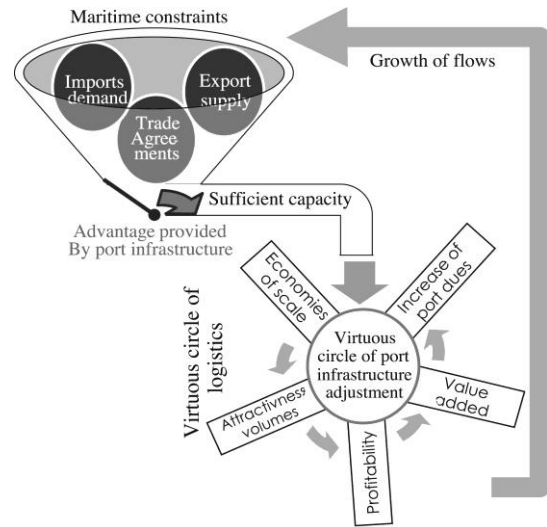 Maritime constraints
Growth of flows
Imports
demand
Export
supply
Trade
Agree
ments
Sufficient capacity
Advantage provided
By port infrastructure
Virtuous circle of
logistics
Economies
of scale
Increase of
port dues
Virtuous
circle of port
infrastructure
adjustment
Attractivness
volumes
Value
added
Profitability